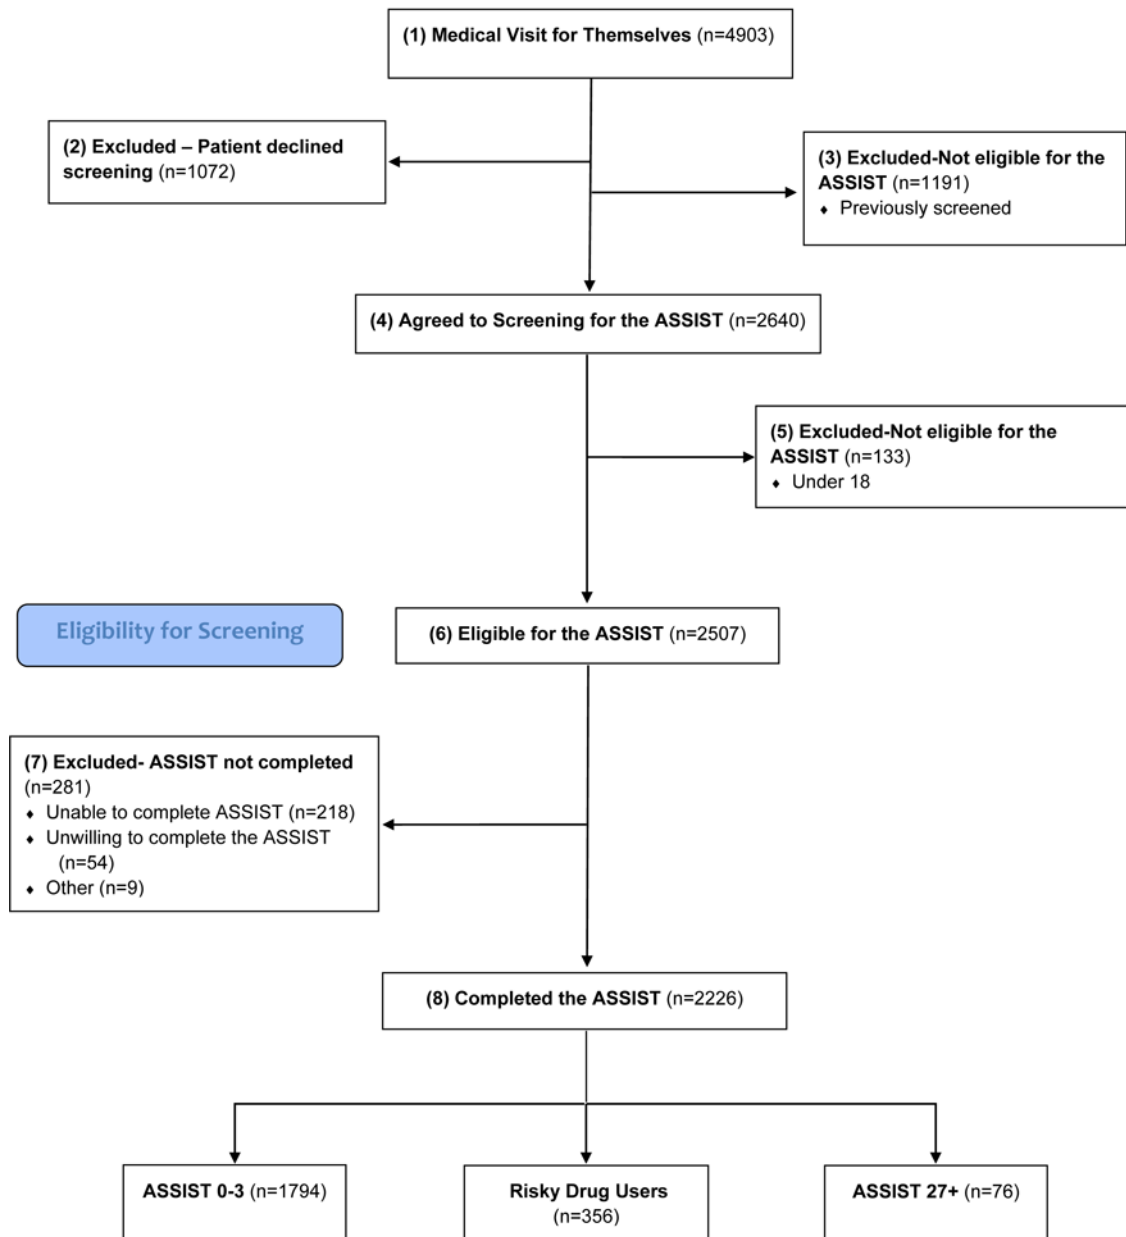 (1) Medical Visit for Themselves (n=4903)
(2) Excluded – Patient declined
screening (n=1072)
(3) Excluded-Not eligible for the
ASSIST (n=1191)
♦ Previously screened
(4) Agreed to Screening for the ASSIST (n=2640)
(5) Excluded-Not eligible for the
ASSIST (n=133)
♦ Under 18
Eligibility for Screening
(6) Eligible for the ASSIST (n=2507)
(7) Excluded- ASSIST not completed
(n=281)
♦ Unable to complete ASSIST (n=218)
♦ Unwilling to complete the ASSIST
(n=54)
♦ Other (n=9)
(8) Completed the ASSIST (n=2226)
ASSIST 0-3 (n=1794)
Risky Drug Users
(n=356)
ASSIST 27+ (n=76)